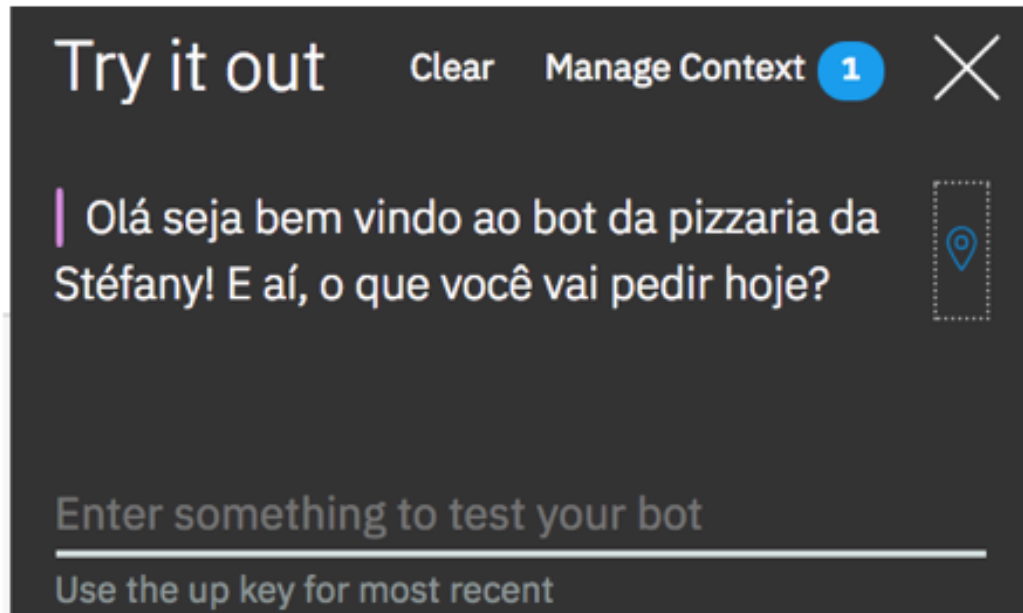 Try it out Clear Manage Context 1
Olá seja bem vindo ao bot da pizzaria da
Stéfany! E aí, o que você vai pedir hoje?
Enter something to test your bot
Use the up key for most recent